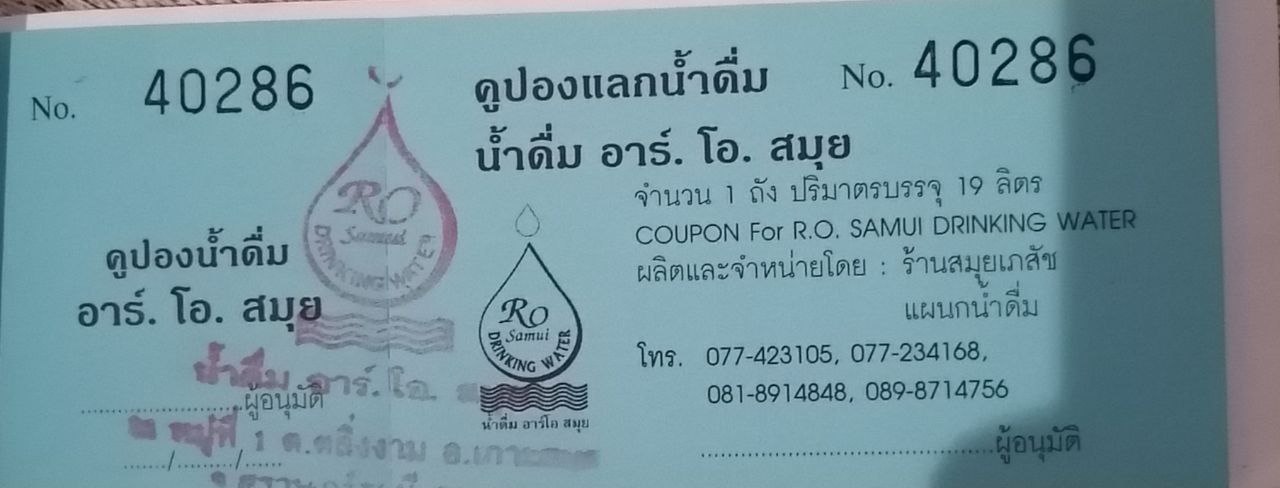 No. 40286
คูปองน้ำดื่ม
อาร์. โอ. สมุย
ผู้อนุมัติ
....../........./......
RO
Samui
DRINKING WATER
น้ำดื่ม อาร์. โอ.
หมู่ที่ 1 ต.ตลิ่งงาม อ.เกาะ
คูปองแลกน้ำดื่ม
No. 40286
น้ำดื่ม อาร์. โอ. สมุย
จำนวน 1 ถัง ปริมาตรบรรจุ 19 ลิตร
COUPON For R.O. SAMUI DRINKING WATER
ผลิตและจำหน่ายโดย : ร้านสมุยเภสัช
แผนกน้ำดื่ม
โทร. 077-423105, 077-234168,
081-8914848, 089-8714756
ผู้อนุมัติ
RO
Samui
DRINKING WATER
น้ำดื่ม อาร์โอ สมุย